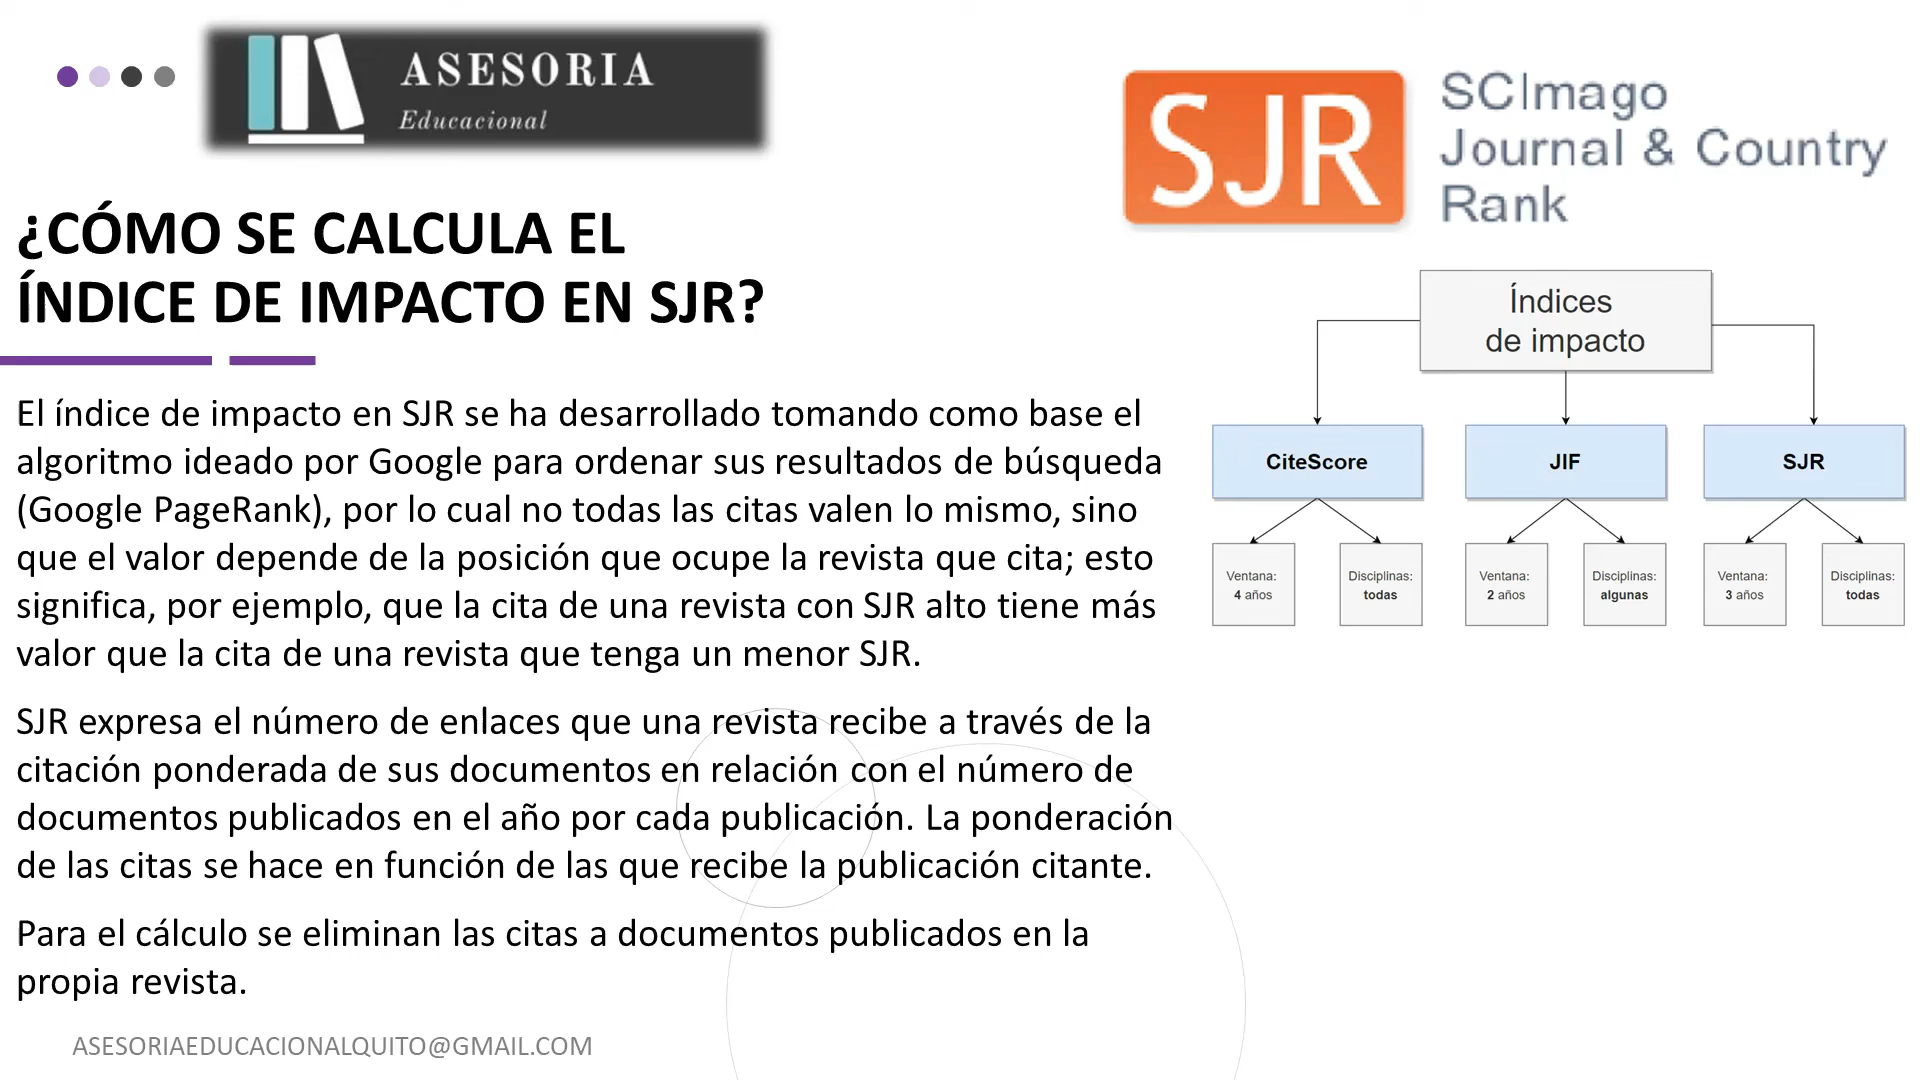 ASESORIA
Educacional
SJR
SCImago
Journal & Country
Rank
¿CÓMO SE CALCULA EL
ÍNDICE DE IMPACTO EN SJR?
El índice de impacto en SJR se ha desarrollado tomando como base el
algoritmo ideado por Google para ordenar sus resultados de búsqueda
(Google PageRank), por lo cual no todas las citas valen lo mismo, sino
que el valor depende de la posición que ocupe la revista que cita; esto
significa, por ejemplo, que la cita de una revista con SJR alto tiene más
valor que la cita de una revista que tenga un menor SJR.
SJR expresa el número de enlaces que una revista recibe a través de la
citación ponderada de sus documentos en relación con el número de
documentos publicados en el año por cada publicación. La ponderación
de las citas se hace en función de las que recibe la publicación citante.
Para el cálculo se eliminan las citas a documentos publicados en la
propia revista.
Índices
de impacto
CiteScore
JIF
SJR
Ventana:
4 años
Disciplinas:
todas
Ventana:
2 años
Disciplinas:
algunas
Ventana:
3 años
Disciplinas:
todas
ASESORIAEDUCACIONALQUITO@GMAIL.COM